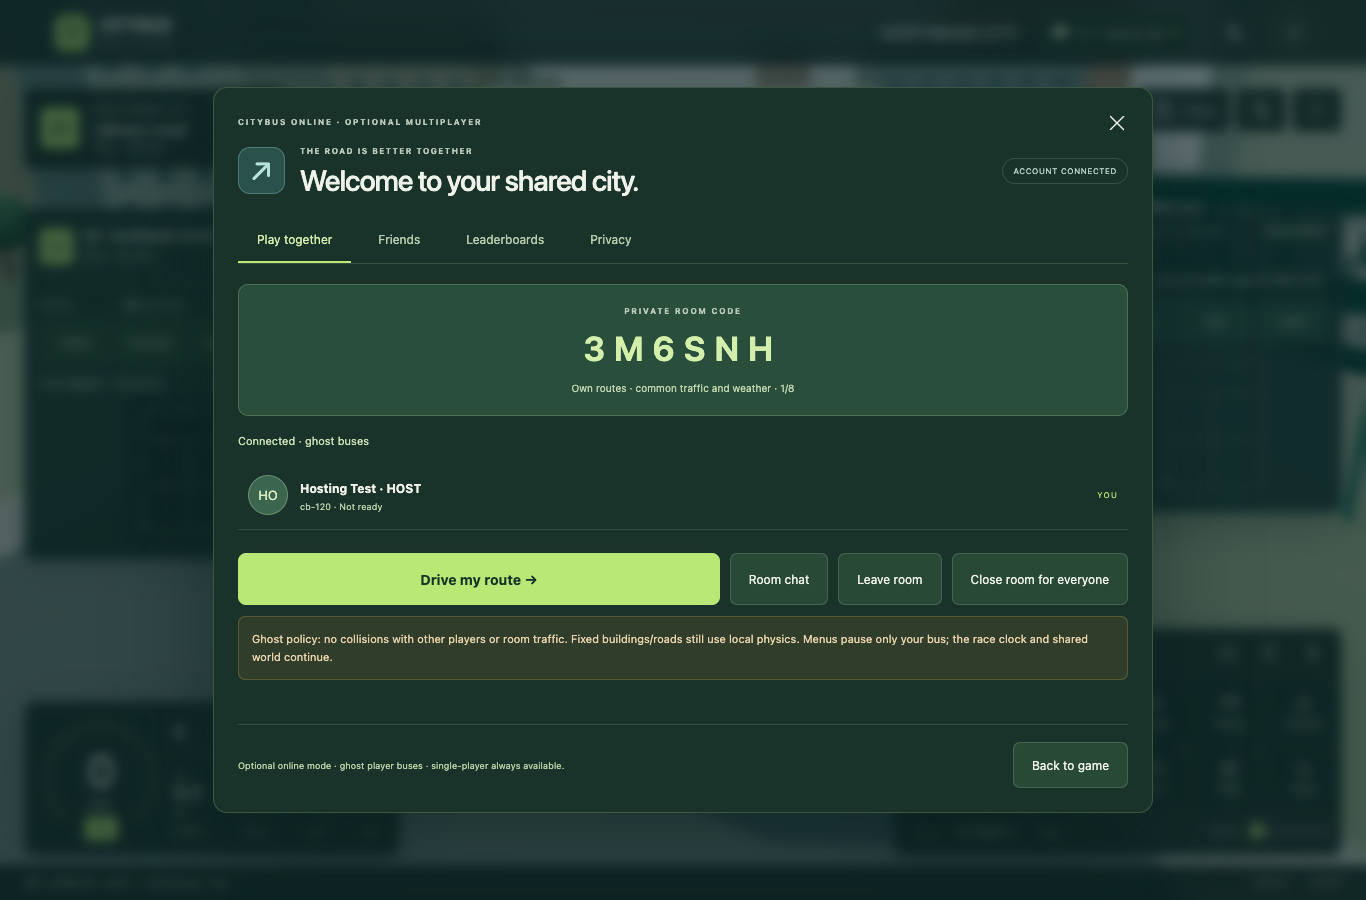 CITYBUS ONLINE · OPTIONAL MULTIPLAYER
THE ROAD IS BETTER TOGETHER
Welcome to your shared city.
ACCOUNT CONNECTED
Play together
Friends
Leaderboards
Privacy
PRIVATE ROOM CODE
3M6SNH
Own routes · common traffic and weather · 1/8
Connected · ghost buses
HO
Hosting Test · HOST
cb-120 · Not ready
YOU
Drive my route →
Room chat
Leave room
Close room for everyone
Ghost policy: no collisions with other players or room traffic. Fixed buildings/roads still use local physics. Menus pause only your bus; the race clock and shared
world continue.
Optional online mode · ghost player buses · single-player always available.
Back to game